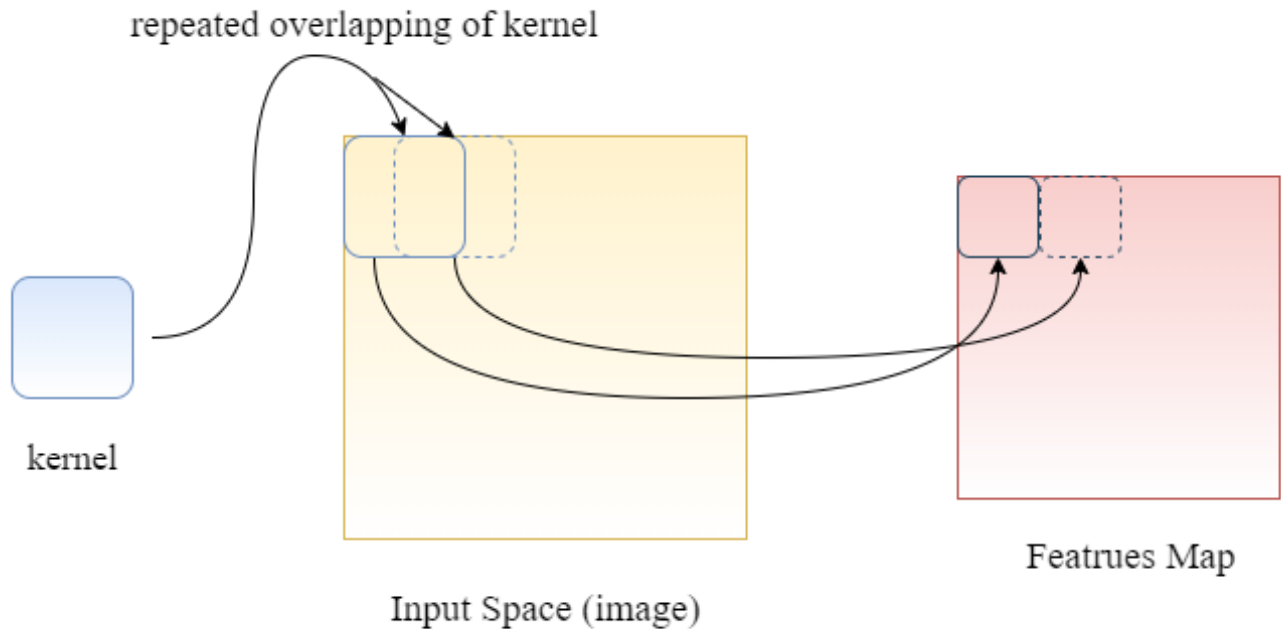 repeated overlapping of kernel
kernel
Input Space (image)
Featrues Map